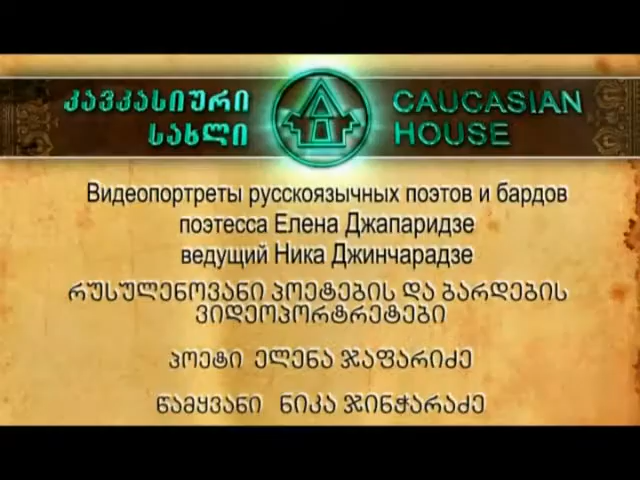 კავკასიური
სახლი
CAUCASIAN
HOUSE
Видеопортреты русскоязычных поэтов и бардов
поэтесса Елена Джапаридзе
ведущий Ника Джинчарадзе
რუსულენოვანი პოეტების და ბარდების
ვიდეოპორტრეტები
პოეტი ელენა ჯაფარიძე
წამყვანი ნიკა ჯინჭარაძე